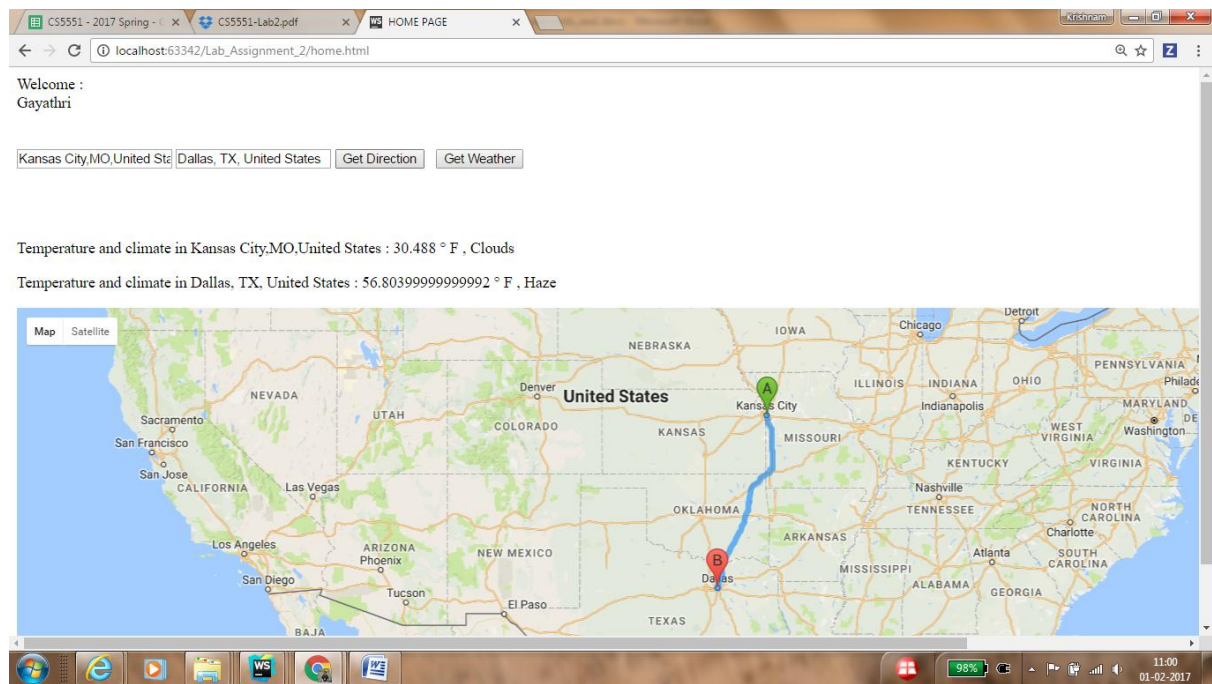 CS5551 - 2017 Spring -
CS5551-Lab2.pdf
WS HOME PAGE
Krishnam
localhost:63342/Lab_Assignment_2/home.html
Z
Welcome :
Gayathri
Kansas City,MO,United Sta
Dallas, TX, United States
Get Direction
Get Weather
Temperature and climate in Kansas City,MO,United States : 30.488 ° F , Clouds
Temperature and climate in Dallas, TX, United States : 56.80399999999992 ° F , Haze
Map
Satellite
Detroit
Chicago
IOWA
NEBRASKA
PENNSYLVANIA
Denver
United States
A
ILLINOIS
INDIANA
OHIO
Philade
NEVADA
Kansas City
Indianapolis
MARYLAND
UTAH
Sacramento
COLORADO
KANSAS
MISSOURI
WEST
VIRGINIA
Washington
DE
San Francisco
San Jose
KENTUCKY
VIRGINIA
CALIFORNIA
Las Vegas
Nashville
OKLAHOMA
TENNESSEE
NORTH
CAROLINA
ARKANSAS
Charlotte
Los Angeles
ARIZONA
NEW MEXICO
Phoenix
B
Atlanta
SOUTH
CAROLINA
San Diego
Dallas
MISSISSIPPI
ALABAMA
GEORGIA
Tucson
El Paso
TEXAS
BAJA
WS
98%
11:00
01-02-2017